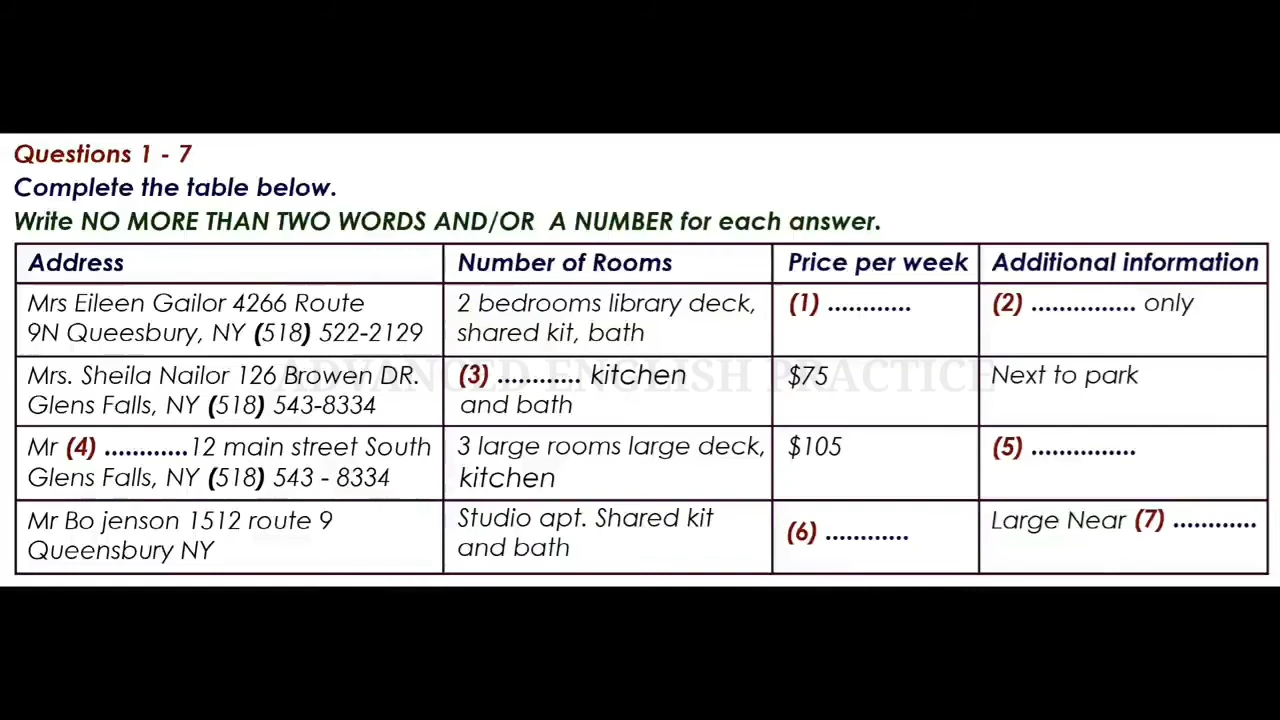 Questions 1 - 7
Complete the table below.
Write NO MORE THAN TWO WORDS AND/OR A NUMBER for each answer.
Address Number of Rooms Price per week Additional information
Mrs Eileen Gailor 4266 Route 2 bedrooms library deck, (1) ............ (2) ............... only
9N Queesbury, NY (518) 522-2129 shared kit, bath
ADVANCED ENGLISH PRACTICE
Mrs. Sheila Nailor 126 Browen DR. (3) ............ kitchen $75 Next to park
Glens Falls, NY (518) 543-8334 and bath
Mr (4) ............12 main street South 3 large rooms large deck, $105 (5) ...............
Glens Falls, NY (518) 543 - 8334 kitchen
Mr Bo jenson 1512 route 9 Studio apt. Shared kit (6) ............ Large Near (7) ............
Queensbury NY and bath